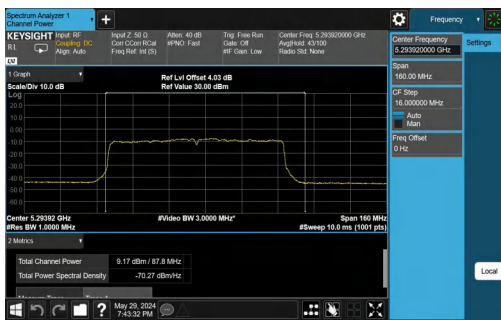 Spectrum Analyzer 1
Channel Power
+
Frequency
KEYSIGHT
Input: RF
Coupling: DC
Align: Auto
Input Z: 50 Ω
Corr CCorr RCal
Freq Ref: Int (S)
Atten: 40 dB
#PNO: Fast
Trig: Free Run
Gate: Off
#IF Gain: Low
Center Freq: 5.293920000 GHz
Avg|Hold: 43/100
Radio Std: None
RL
Center Frequency
5.293920000 GHz
Settings
Span
160.00 MHz
CF Step
16.000000 MHz
Auto
Man
Freq Offset
0 Hz
Local
1 Graph
Scale/Div 10.0 dB
Ref Lvl Offset 4.03 dB
Ref Value 30.00 dBm
Log
20.0
10.0
0.00
-10.0
-20.0
-30.0
-40.0
-50.0
-60.0
Center 5.29392 GHz
#Video BW 3.0000 MHz*
Span 160 MHz
#Res BW 1.0000 MHz
#Sweep 10.0 ms (1001 pts)
2 Metrics
Total Channel Power
9.17 dBm / 87.8 MHz
Total Power Spectral Density
-70.27 dBm/Hz
?
May 29, 2024
7:43:32 PM